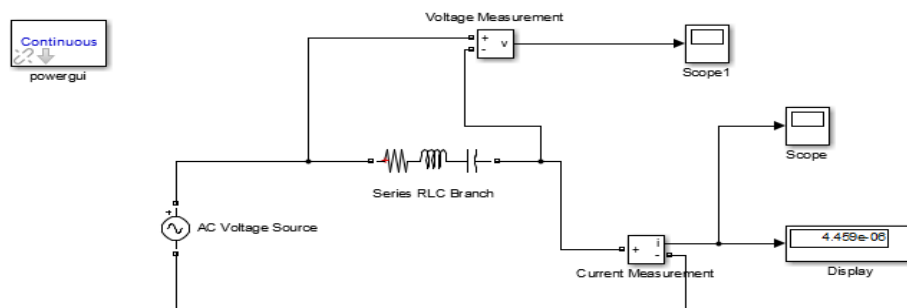 Continuous
powergui
Voltage Measurement
+
-
v
Scope1
Scope
Series RLC Branch
+
AC Voltage Source
+
i
-
Current Measurement
4.459e-06
Display